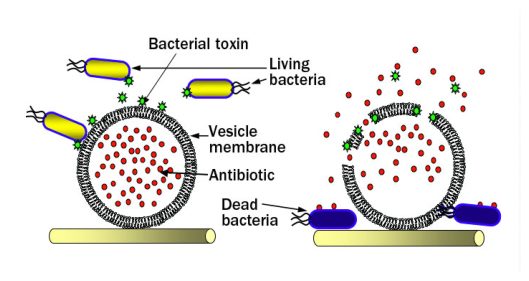 Bacterial toxin
Living
bacteria
Vesicle
membrane
Antibiotic
Dead
bacteria